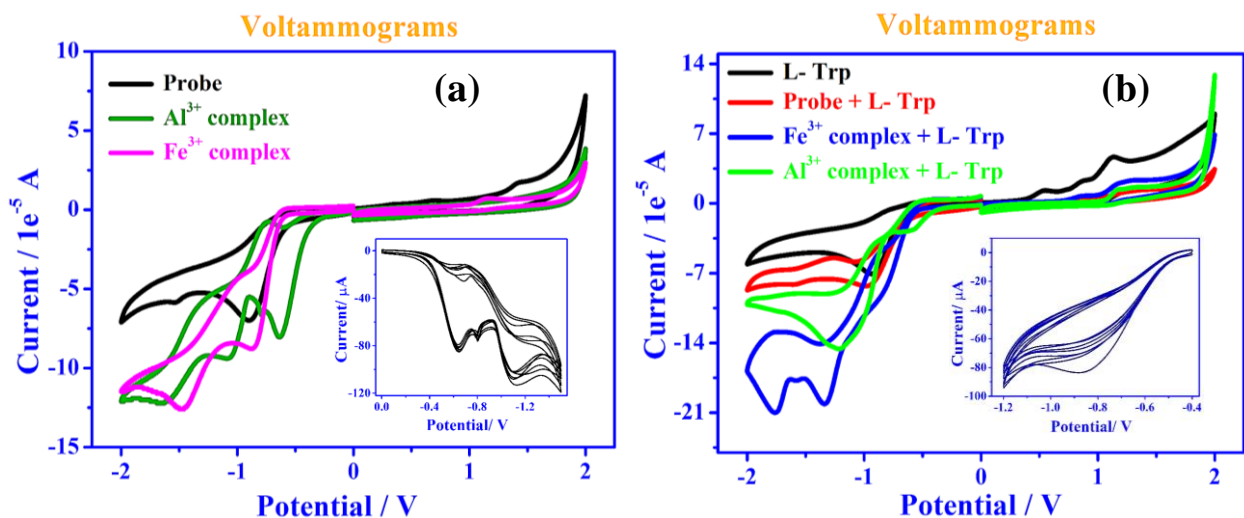 Voltammograms
(a)
Probe
Al³⁺ complex
Fe³⁺ complex
Current / 1e⁻⁵ A
10
5
0
-5
-10
-15
-2
-1
0
1
2
Potential / V
Current/ µA
0
-40
-80
-120
0.0
-0.4
-0.8
-1.2
Potential/ V
Voltammograms
(b)
L- Trp
Probe + L- Trp
Fe³⁺ complex + L- Trp
Al³⁺ complex + L- Trp
Current / 1e⁻⁵ A
14
7
0
-7
-14
-21
-2
-1
0
1
2
Potential / V
Current/ µA
0
-20
-40
-60
-80
-100
-1.2
-1.0
-0.8
-0.6
-0.4
Potential/ V